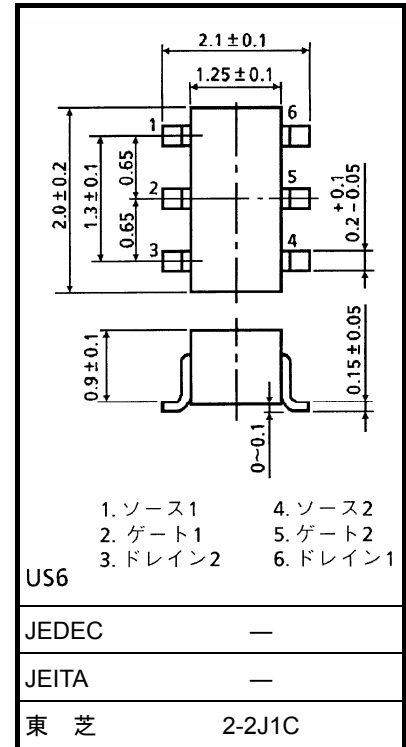 2.1±0.1
1.25±0.1
1
6
2
5
3
4
2.0±0.2
1.3±0.1
0.65
0.65
+0.1
0.2-0.05
0.9±0.1
0.15±0.05
0~0.1
1. ソース1 4. ソース2
2. ゲート1 5. ゲート2
3. ドレイン2 6. ドレイン1
US6
JEDEC ―
JEITA ―
東 芝 2-2J1C